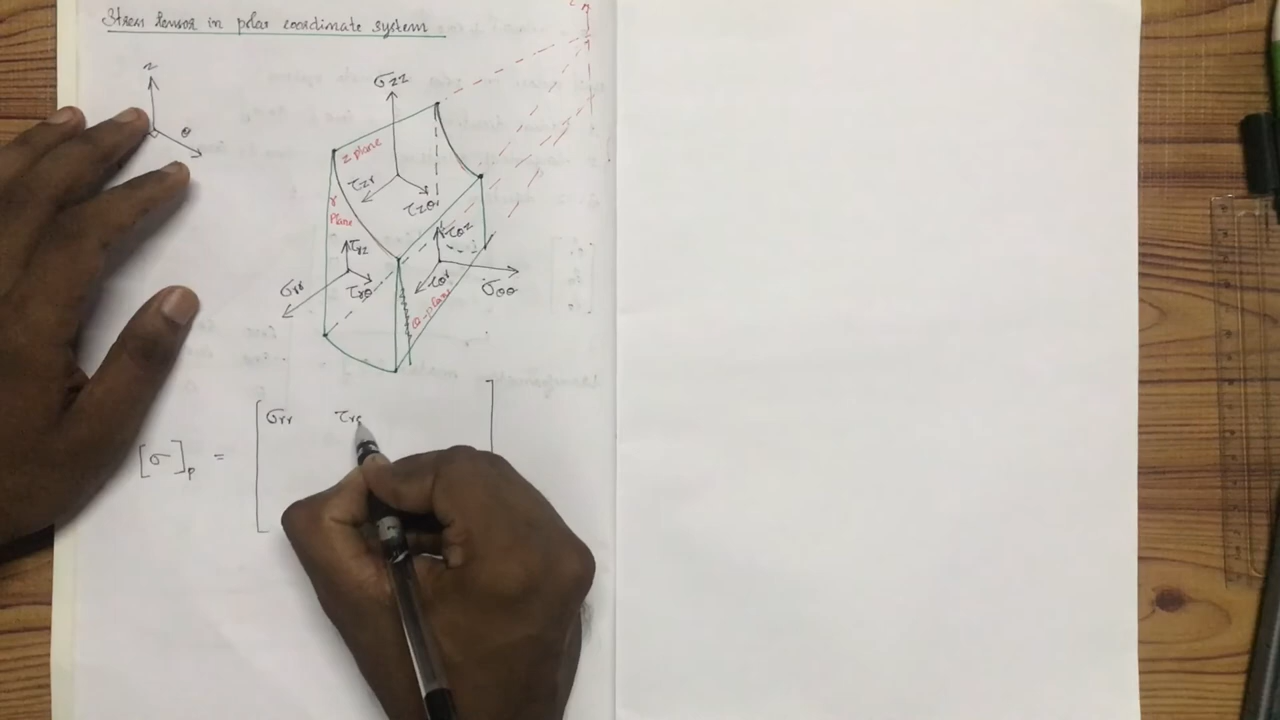 Stress tensor in polar coordinate system
z
z
σzz
θ
z plane
τzr
τzθ
r
plane
τθz
τrz
σrr
τrθ
τθr
σθθ
θ-plane
σrr τrθ
[σ]p =